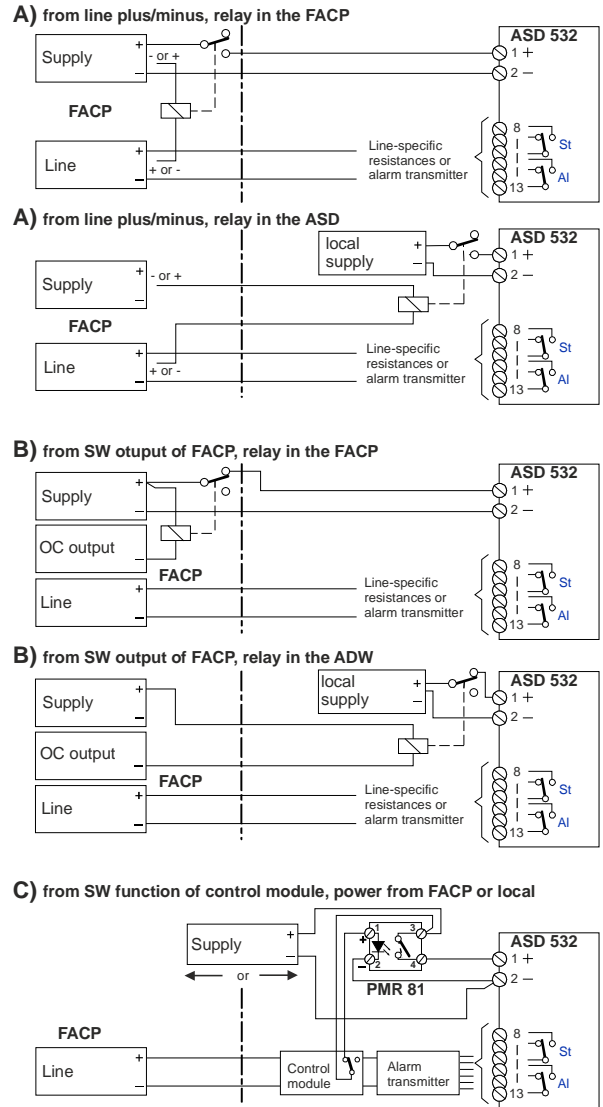 A) from line plus/minus, relay in the FACP
ASD 532
Supply
+
- or +
–
1 +
2 –
FACP
Line
+
–
+ or -
Line-specific
resistances or
alarm transmitter
8
13
St
Al
A) from line plus/minus, relay in the ASD
ASD 532
local
supply
+
–
1 +
2 –
Supply
+
–
- or +
FACP
Line
+
–
+ or -
Line-specific
resistances or
alarm transmitter
8
13
St
Al
B) from SW otuput of FACP, relay in the FACP
ASD 532
Supply
+
–
1 +
2 –
OC output
–
FACP
Line
+
–
Line-specific
resistances or
alarm transmitter
8
13
St
Al
B) from SW output of FACP, relay in the ADW
ASD 532
local
supply
+
–
1 +
2 –
Supply
+
–
OC output
–
FACP
Line
+
–
Line-specific
resistances or
alarm transmitter
8
13
St
Al
C) from SW function of control module, power from FACP or local
ASD 532
Supply
+
–
or
+
–
1
2
3
4
PMR 81
1 +
2 –
FACP
Line
+
–
Control
module
Alarm
transmitter
8
13
St
Al